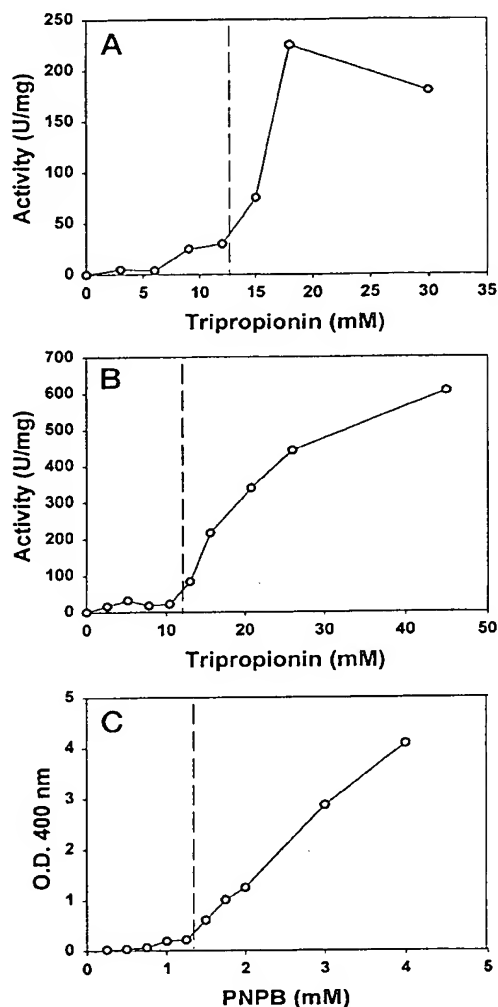 A
250
200
150
100
50
0
Activity (U/mg)
0 5 10 15 20 25 30 35
Tripropionin (mM)
B
700
600
500
400
300
200
100
0
Activity (U/mg)
0 10 20 30 40 50
Tripropionin (mM)
C
5
4
3
2
1
0
O.D. 400 nm
0 1 2 3 4 5
PNPB (mM)